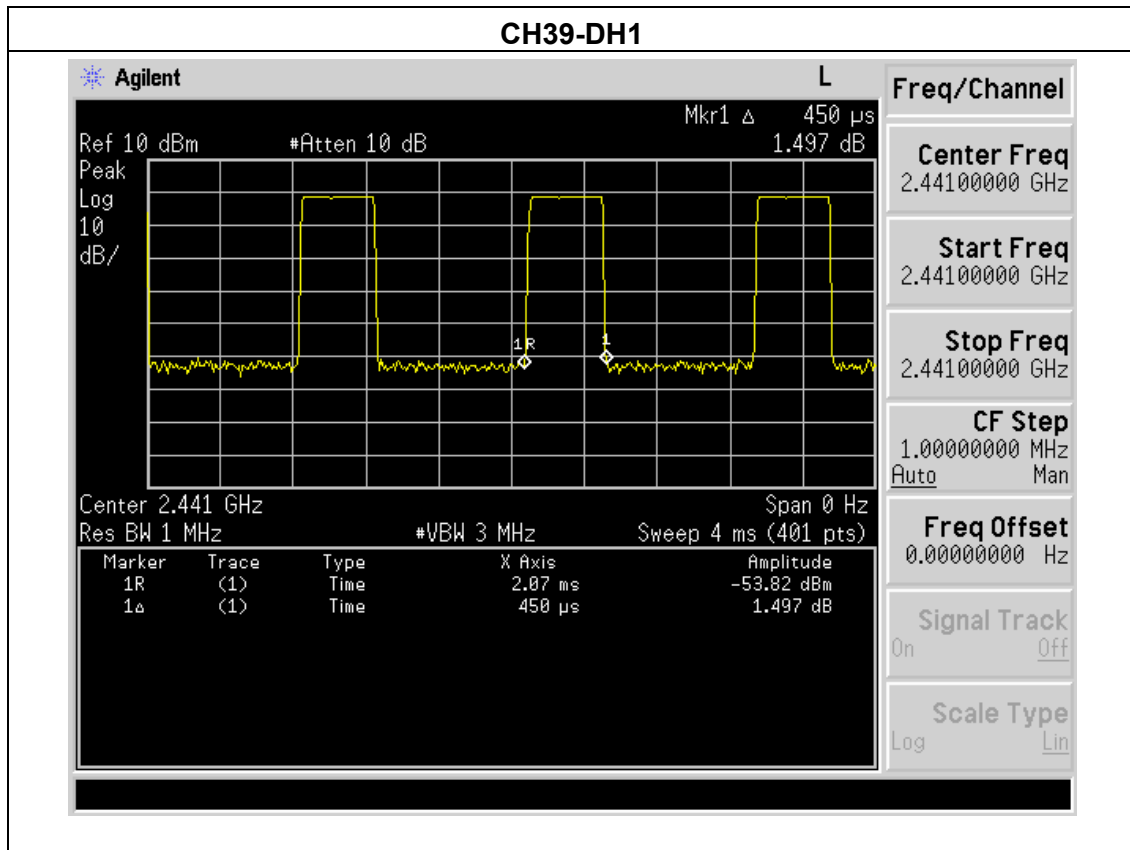 CH39-DH1
Agilent
L
Mkr1 Δ 450 µs
Ref 10 dBm #Atten 10 dB 1.497 dB
Peak
Log
10
dB/
1R
1
Center 2.441 GHz Span 0 Hz
Res BW 1 MHz #VBW 3 MHz Sweep 4 ms (401 pts)
Marker Trace Type X Axis Amplitude
1R (1) Time 2.07 ms -53.82 dBm
1Δ (1) Time 450 µs 1.497 dB
Freq/Channel
Center Freq
2.44100000 GHz
Start Freq
2.44100000 GHz
Stop Freq
2.44100000 GHz
CF Step
1.00000000 MHz
Auto Man
Freq Offset
0.00000000 Hz
Signal Track
On Off
Scale Type
Log Lin